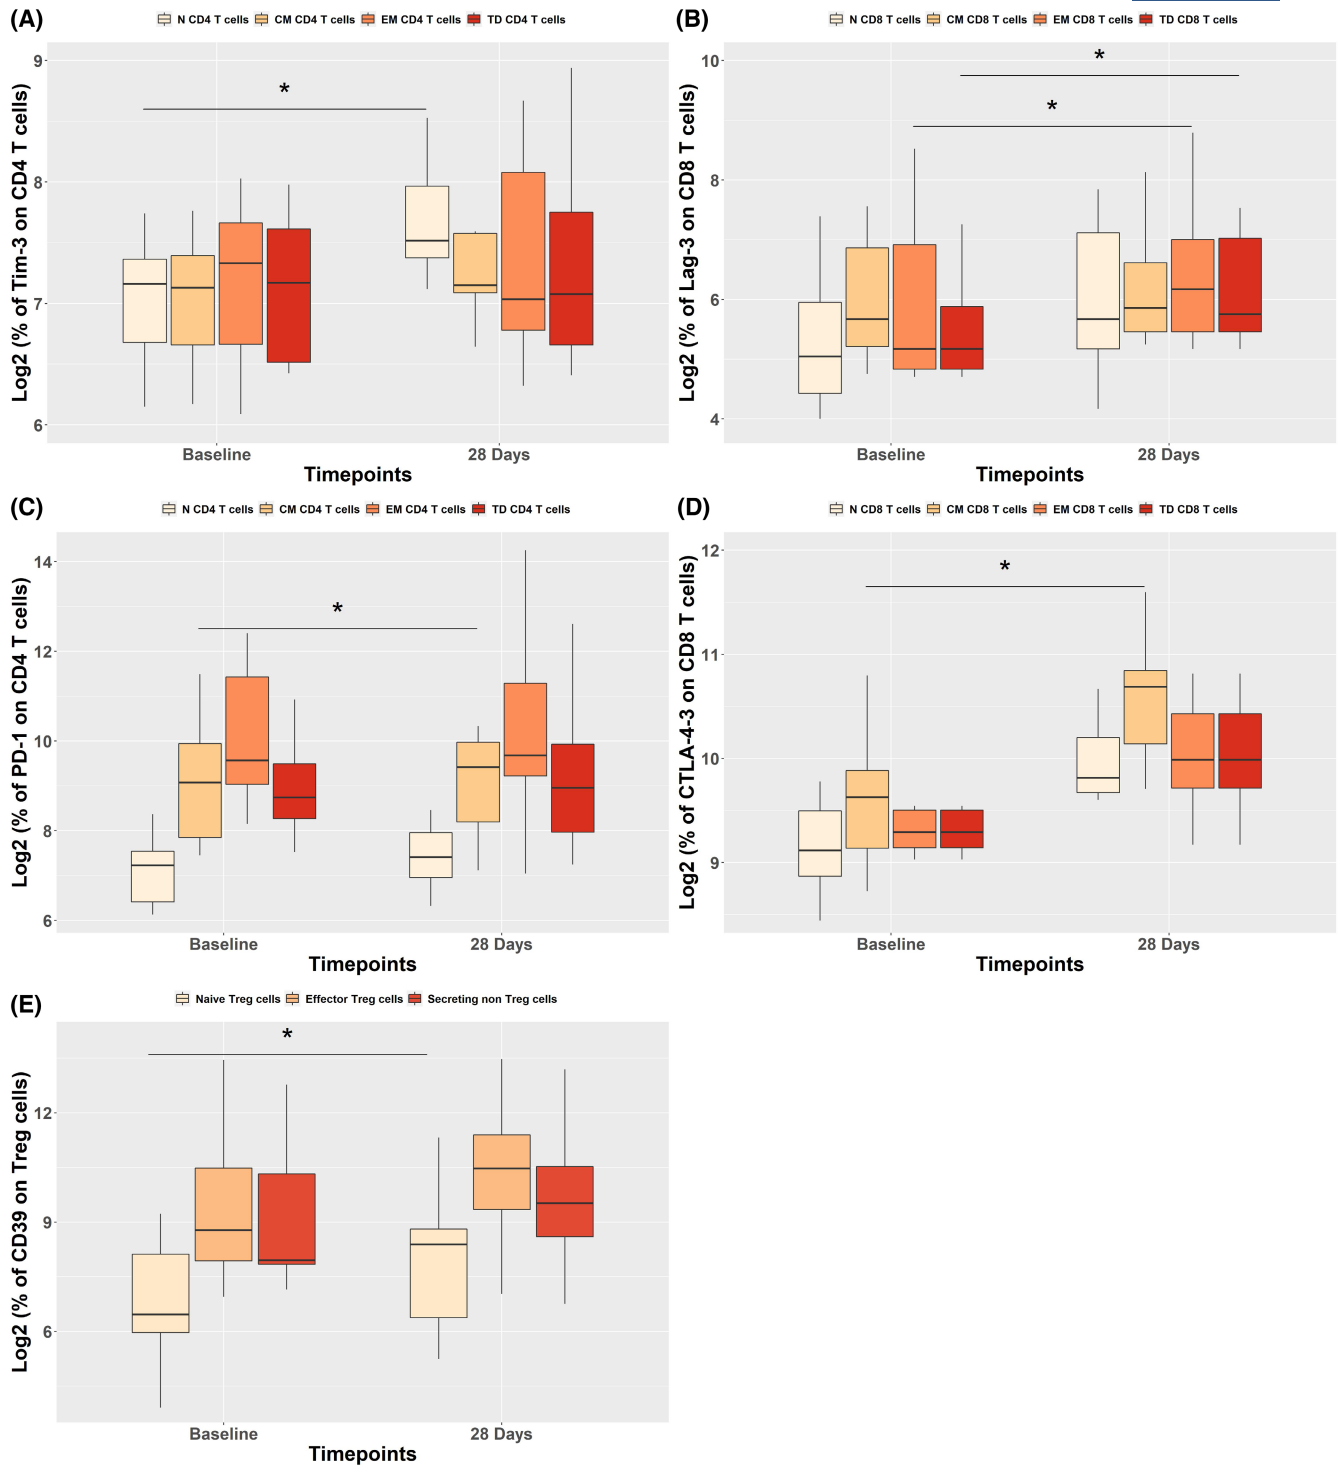 (A)
N CD4 T cells CM CD4 T cells EM CD4 T cells TD CD4 T cells
Log2 (% of Tim-3 on CD4 T cells)
9
8
7
6
*
Baseline 28 Days
Timepoints
(B)
N CD8 T cells CM CD8 T cells EM CD8 T cells TD CD8 T cells
Log2 (% of Lag-3 on CD8 T cells)
10
8
6
4
*
*
Baseline 28 Days
Timepoints
(C)
N CD4 T cells CM CD4 T cells EM CD4 T cells TD CD4 T cells
Log2 (% of PD-1 on CD4 T cells)
14
12
10
8
6
*
Baseline 28 Days
Timepoints
(D)
N CD8 T cells CM CD8 T cells EM CD8 T cells TD CD8 T cells
Log2 (% of CTLA-4-3 on CD8 T cells)
12
11
10
9
*
Baseline 28 Days
Timepoints
(E)
Naive Treg cells Effector Treg cells Secreting non Treg cells
Log2 (% of CD39 on Treg cells)
12
9
6
*
Baseline 28 Days
Timepoints